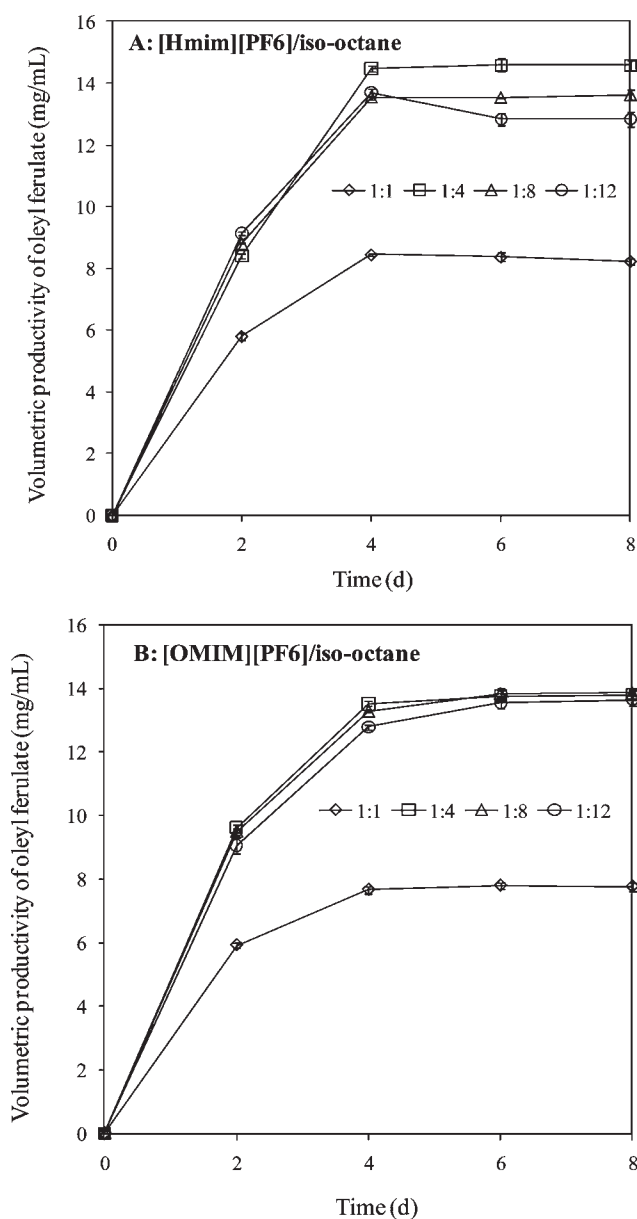 A: [Hmim][PF6]/iso-octane
Volumetric productivity of oleyl ferulate (mg/mL)
16
14
12
10
8
6
4
2
0
1:1 1:4 1:8 1:12
0 2 4 6 8
Time (d)
B: [OMIM][PF6]/iso-octane
Volumetric productivity of oleyl ferulate (mg/mL)
16
14
12
10
8
6
4
2
0
1:1 1:4 1:8 1:12
0 2 4 6 8
Time (d)